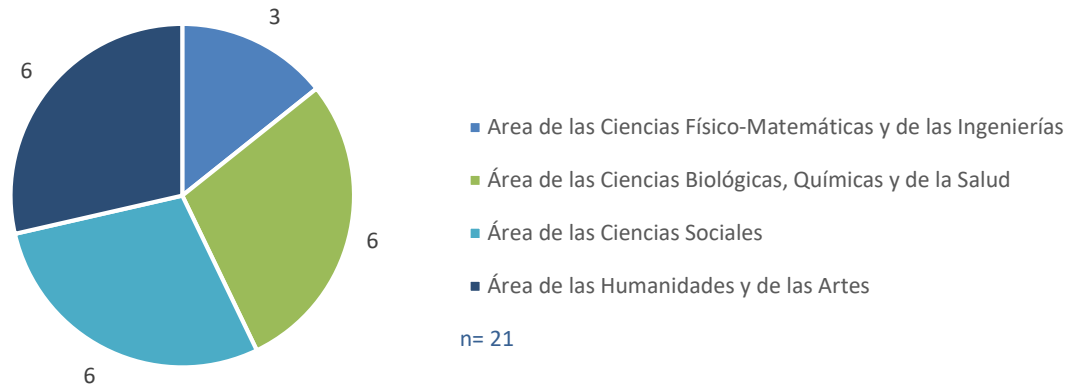 3
6
6
6
Area de las Ciencias Físico-Matemáticas y de las Ingenierías
Área de las Ciencias Biológicas, Químicas y de la Salud
Área de las Ciencias Sociales
Área de las Humanidades y de las Artes
n= 21